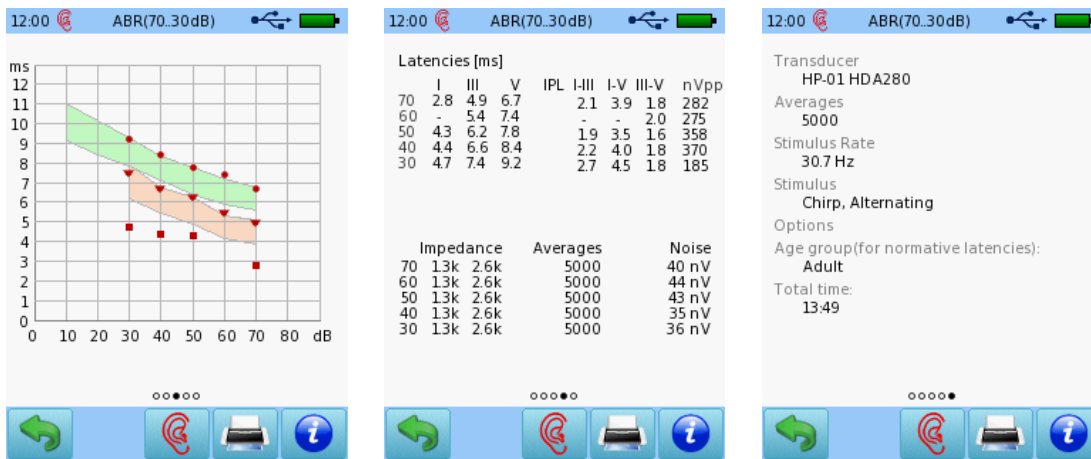 12:00 ABR(70..30dB)
ms
12
11
10
9
8
7
6
5
4
3
2
1
0
0 10 20 30 40 50 60 70 80 dB
12:00 ABR(70..30dB)
Latencies [ms]
I III V IPL I-III I-V III-V nVpp
70 2.8 4.9 6.7 2.1 3.9 1.8 282
60 - 5.4 7.4 - - 2.0 275
50 4.3 6.2 7.8 1.9 3.5 1.6 358
40 4.4 6.6 8.4 2.2 4.0 1.8 370
30 4.7 7.4 9.2 2.7 4.5 1.8 185
Impedance Averages Noise
70 1.3k 2.6k 5000 40 nV
60 1.3k 2.6k 5000 44 nV
50 1.3k 2.6k 5000 43 nV
40 1.3k 2.6k 5000 35 nV
30 1.3k 2.6k 5000 36 nV
12:00 ABR(70..30dB)
Transducer
HP-01 HDA280
Averages
5000
Stimulus Rate
30.7 Hz
Stimulus
Chirp, Alternating
Options
Age group(for normative latencies):
Adult
Total time:
13:49